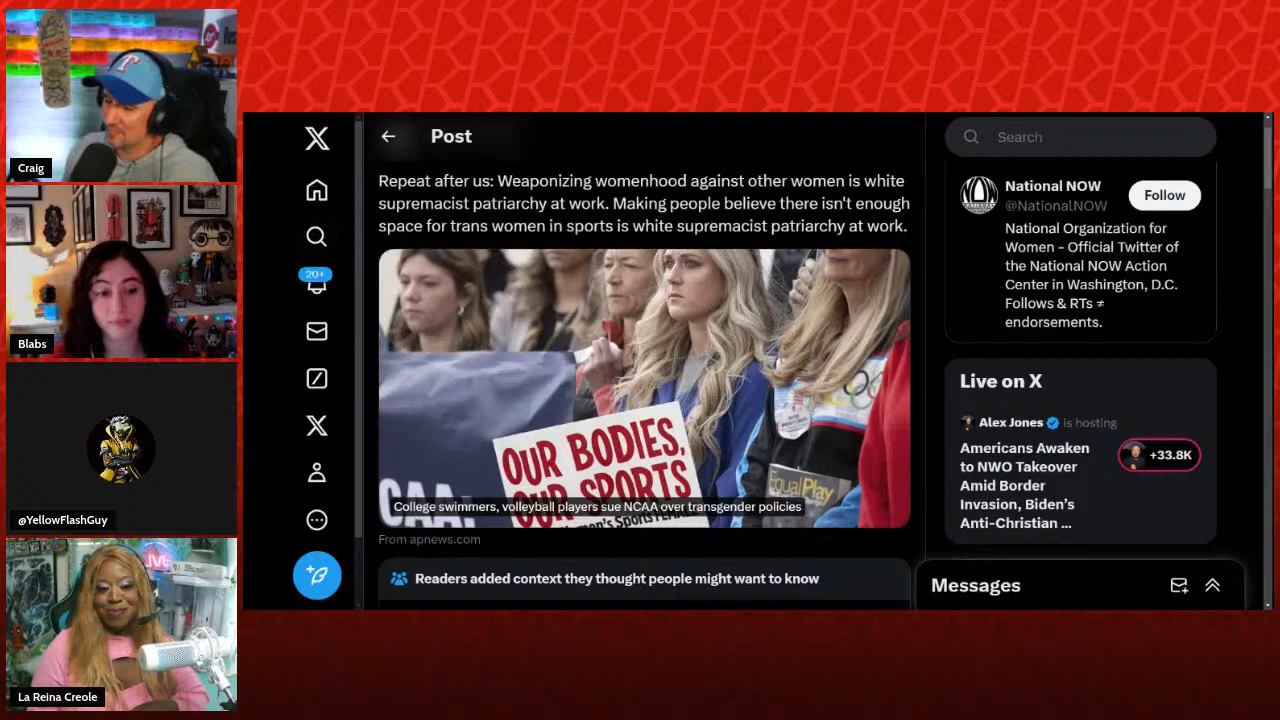 Craig
Blabs
@YellowFlashGuy
LIVE
La Reina Creole
20+
Post
Repeat after us: Weaponizing womenhood against other women is white
supremacist patriarchy at work. Making people believe there isn't enough
space for trans women in sports is white supremacist patriarchy at work.
OUR BODIES,
OUR SPORTS
EqualPlay
College swimmers, volleyball players sue NCAA over transgender policies
From apnews.com
Readers added context they thought people might want to know
Search
National NOW
@NationalNOW
Follow
National Organization for
Women - Official Twitter of
the National NOW Action
Center in Washington, D.C.
Follows & RTs ≠
endorsements.
Live on X
Alex Jones is hosting
Americans Awaken
to NWO Takeover
Amid Border
Invasion, Biden's
Anti-Christian ...
+33.8K
Messages